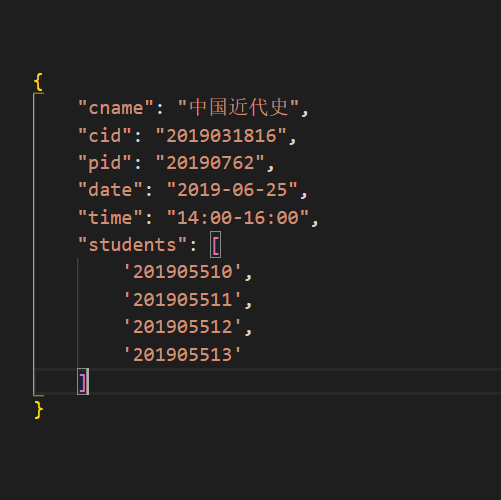 {
"cname": "中国近代史",
"cid": "2019031816",
"pid": "20190762",
"date": "2019-06-25",
"time": "14:00-16:00",
"students": [
'201905510',
'201905511',
'201905512',
'201905513'
]
}